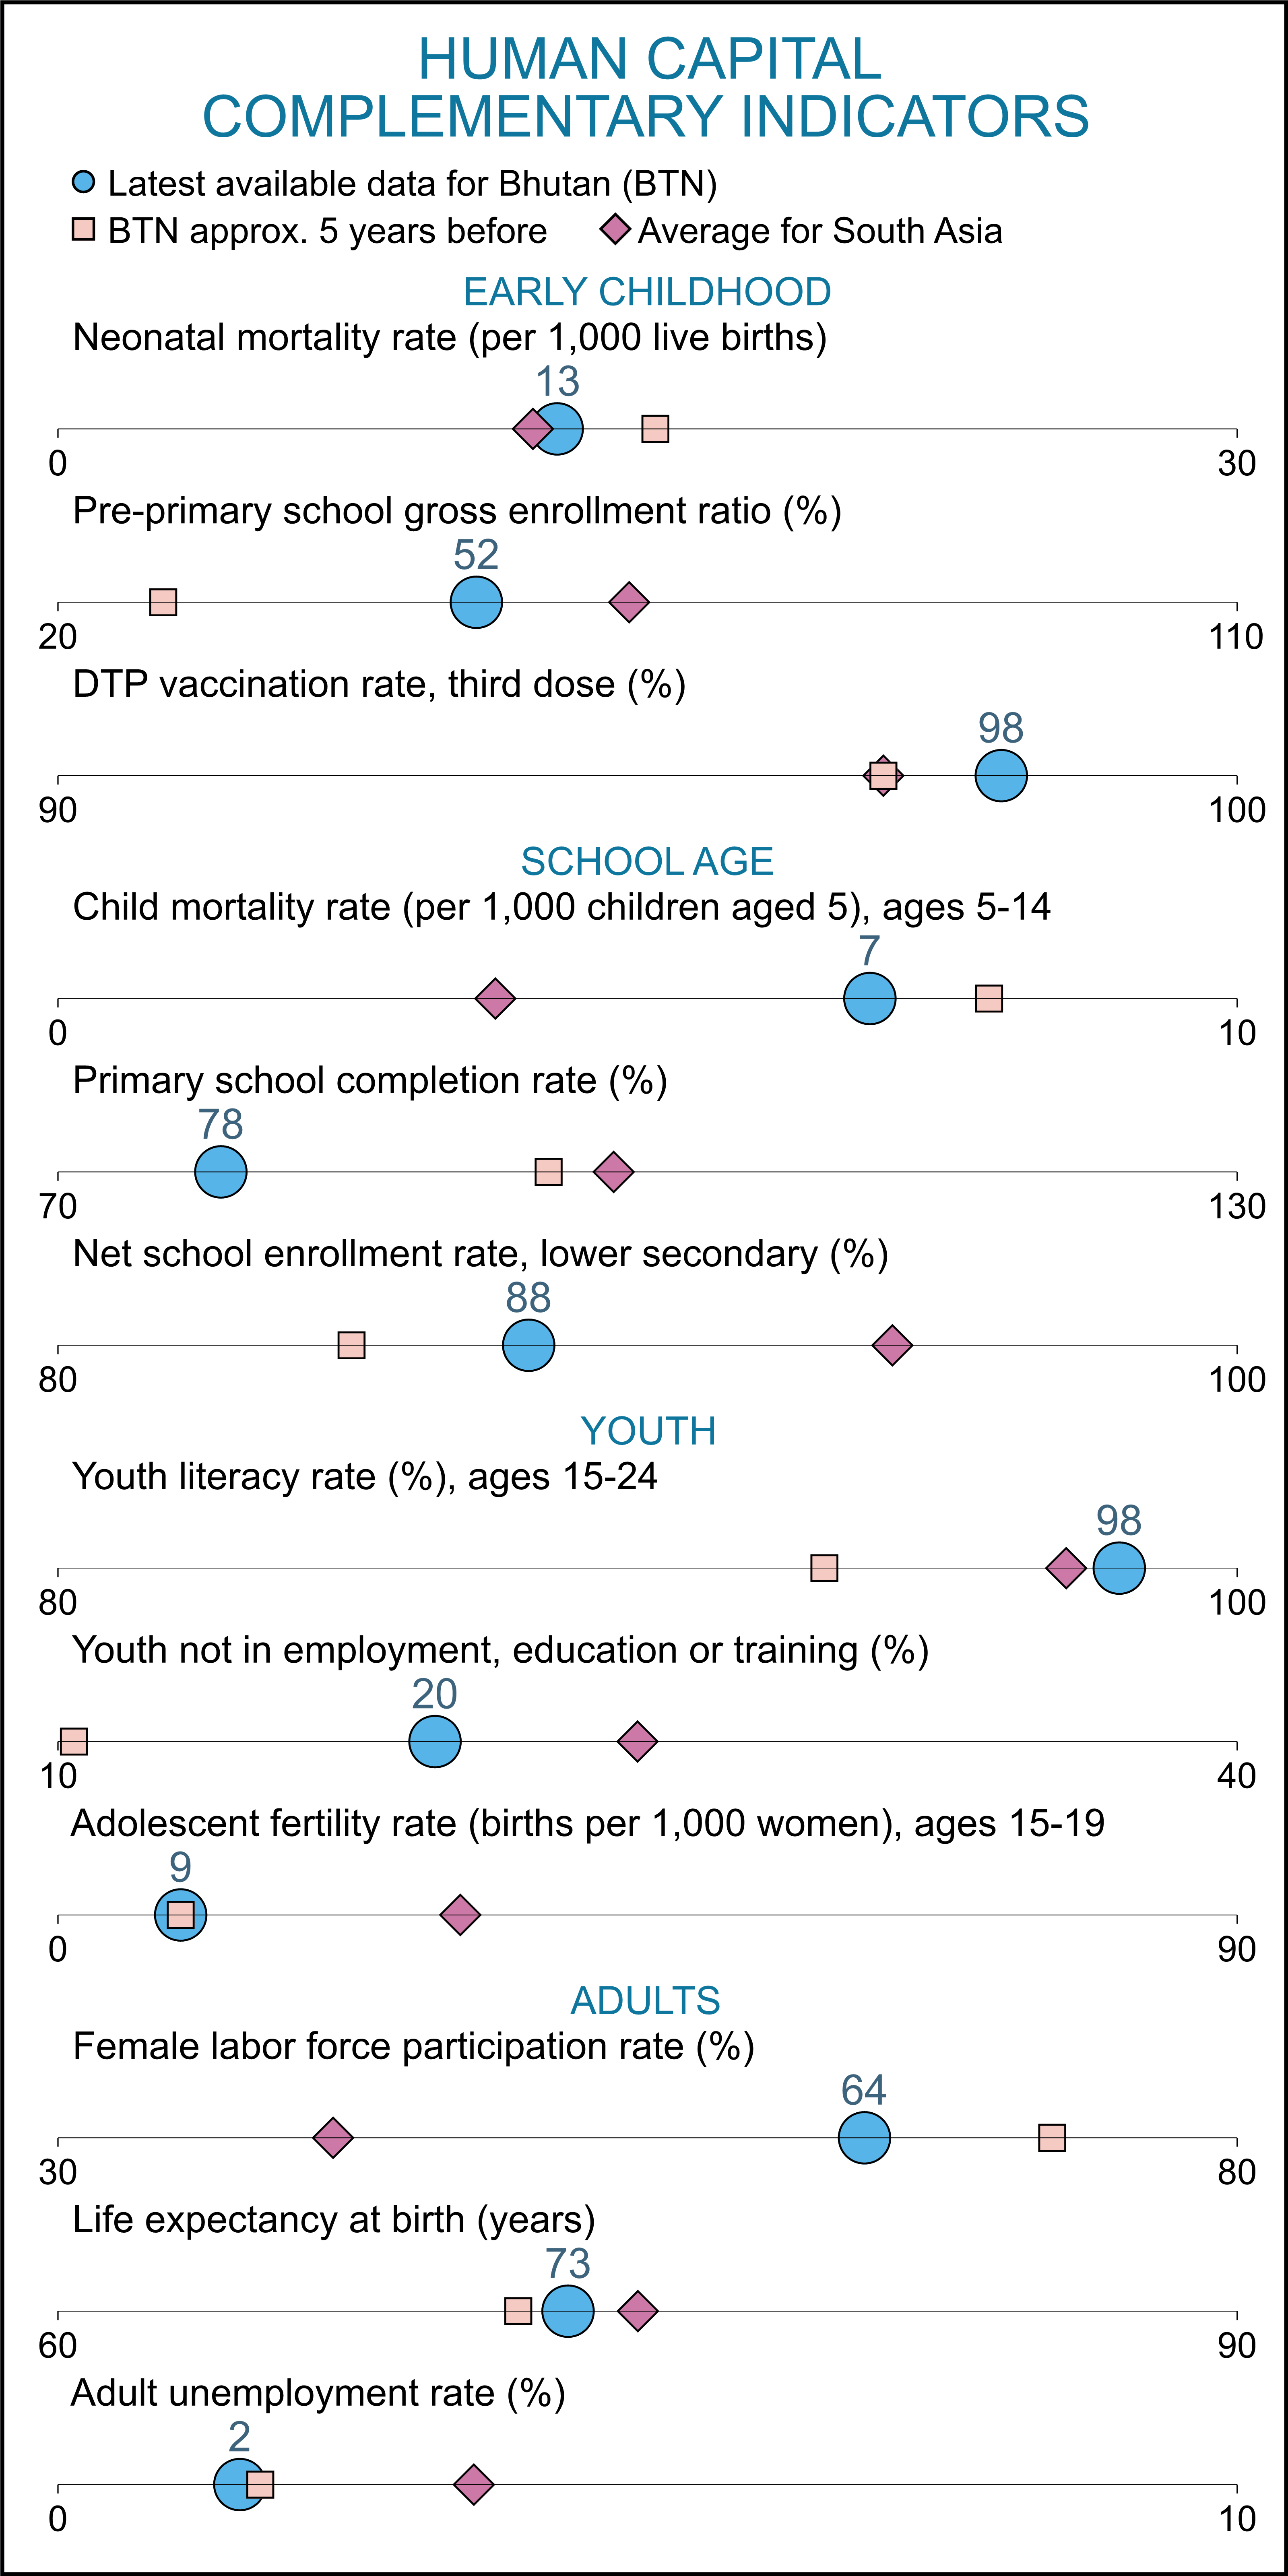 HUMAN CAPITAL
COMPLEMENTARY INDICATORS
Latest available data for Bhutan (BTN)
BTN approx. 5 years before Average for South Asia
EARLY CHILDHOOD
Neonatal mortality rate (per 1,000 live births)
13
0 30
Pre-primary school gross enrollment ratio (%)
52
20 110
DTP vaccination rate, third dose (%)
98
90 100
SCHOOL AGE
Child mortality rate (per 1,000 children aged 5), ages 5-14
7
0 10
Primary school completion rate (%)
78
70 130
Net school enrollment rate, lower secondary (%)
88
80 100
YOUTH
Youth literacy rate (%), ages 15-24
98
80 100
Youth not in employment, education or training (%)
20
10 40
Adolescent fertility rate (births per 1,000 women), ages 15-19
9
0 90
ADULTS
Female labor force participation rate (%)
64
30 80
Life expectancy at birth (years)
73
60 90
Adult unemployment rate (%)
2
0 10